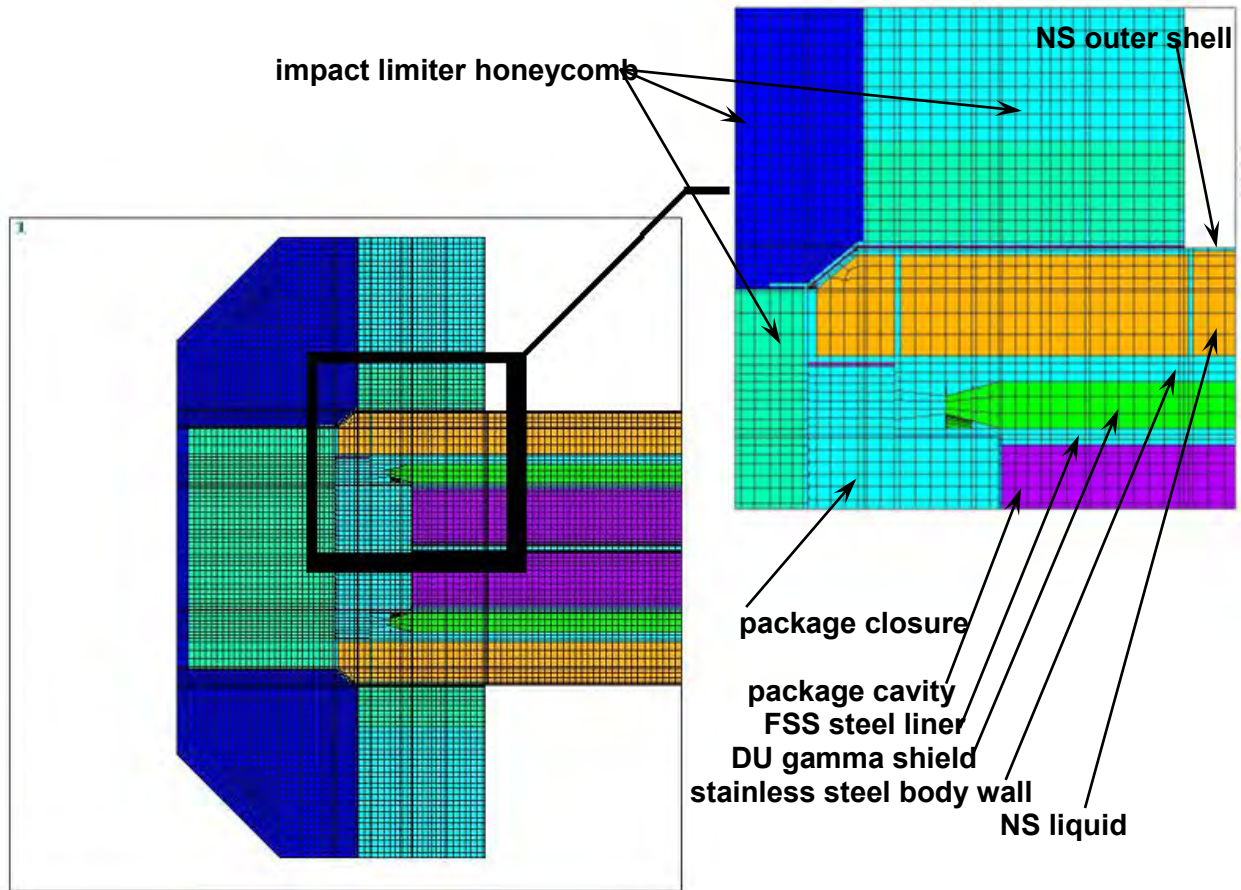 NS outer shell
impact limiter honeycomb
1
package closure
package cavity
FSS steel liner
DU gamma shield
stainless steel body wall
NS liquid